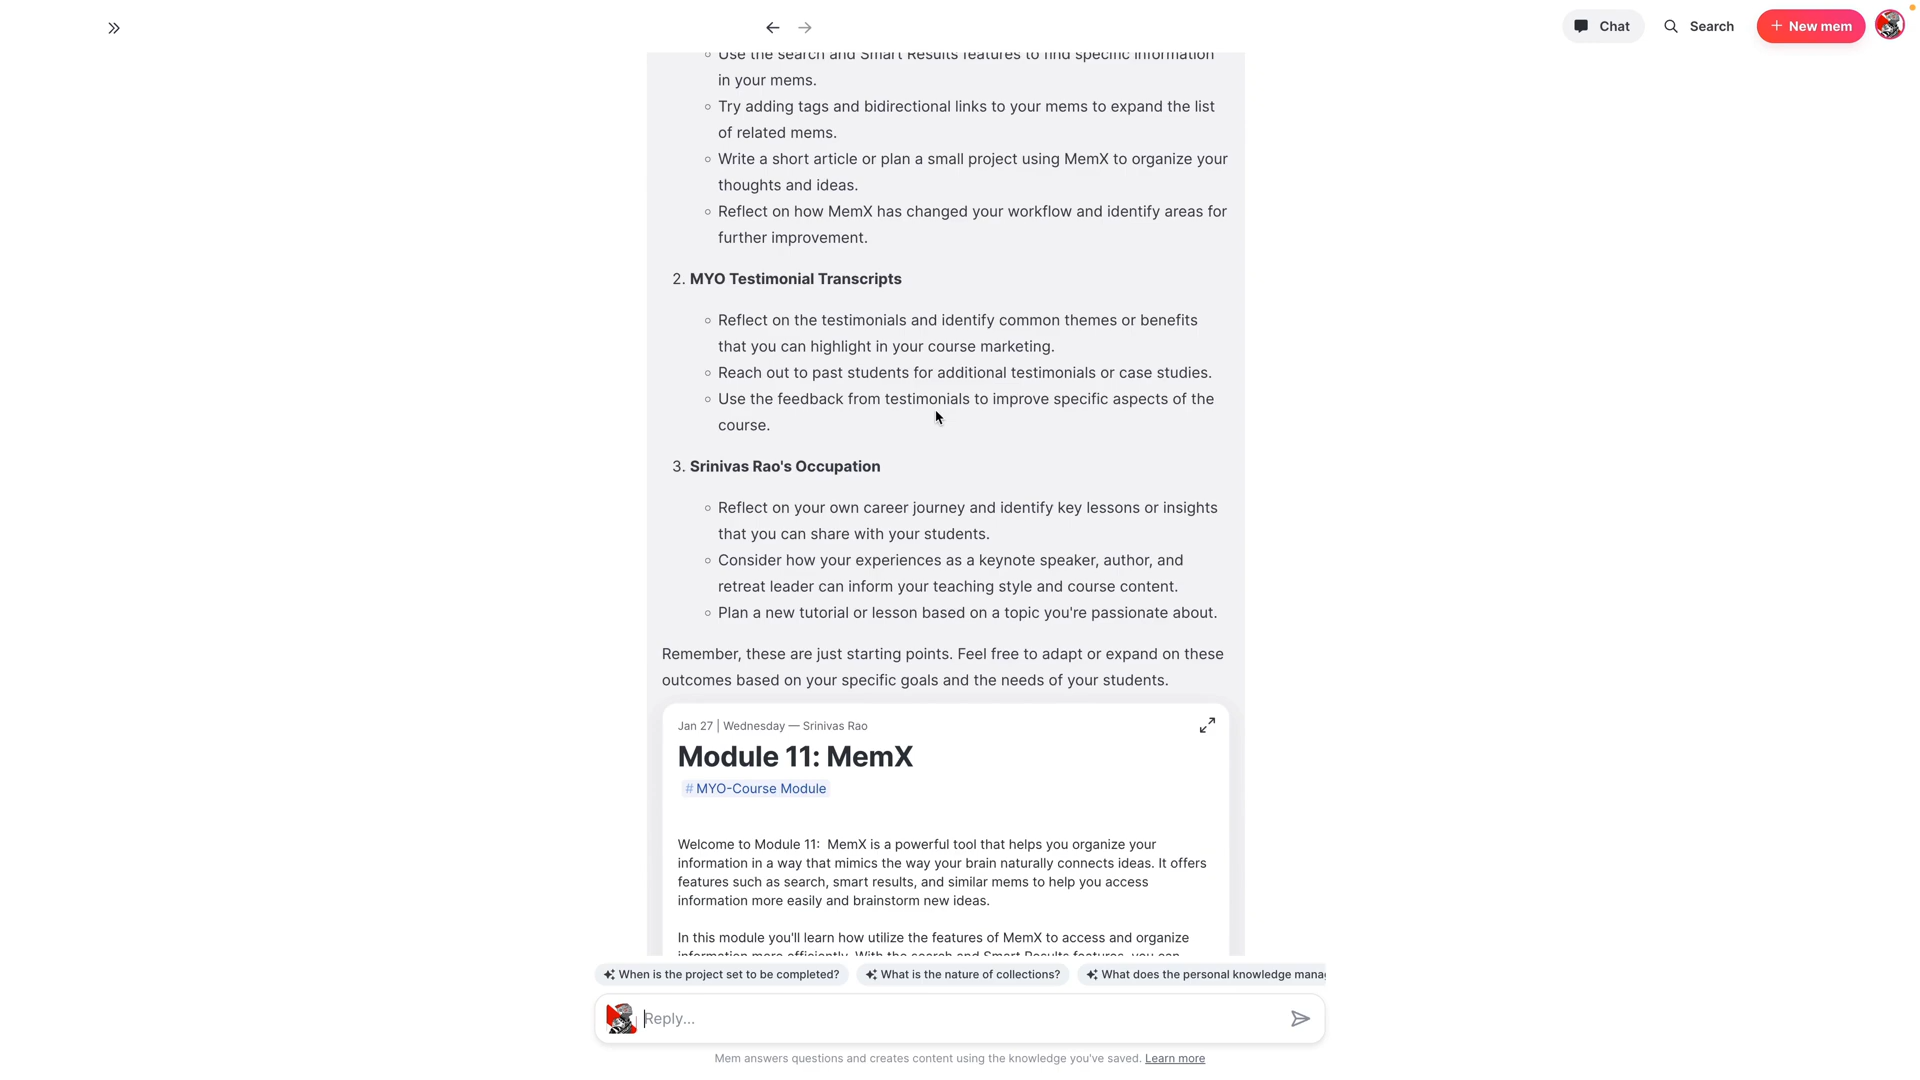 Chat
Search
+ New mem
Use the search and Smart Results features to find specific information
in your mems.
Try adding tags and bidirectional links to your mems to expand the list
of related mems.
Write a short article or plan a small project using MemX to organize your
thoughts and ideas.
Reflect on how MemX has changed your workflow and identify areas for
further improvement.
2. MYO Testimonial Transcripts
Reflect on the testimonials and identify common themes or benefits
that you can highlight in your course marketing.
Reach out to past students for additional testimonials or case studies.
Use the feedback from testimonials to improve specific aspects of the
course.
3. Srinivas Rao's Occupation
Reflect on your own career journey and identify key lessons or insights
that you can share with your students.
Consider how your experiences as a keynote speaker, author, and
retreat leader can inform your teaching style and course content.
Plan a new tutorial or lesson based on a topic you're passionate about.
Remember, these are just starting points. Feel free to adapt or expand on these
outcomes based on your specific goals and the needs of your students.
Jan 27 | Wednesday — Srinivas Rao
Module 11: MemX
# MYO-Course Module
Welcome to Module 11:  MemX is a powerful tool that helps you organize your
information in a way that mimics the way your brain naturally connects ideas. It offers
features such as search, smart results, and similar mems to help you access
information more easily and brainstorm new ideas.
In this module you'll learn how utilize the features of MemX to access and organize
information more efficiently. With the search and Smart Results features, you can
When is the project set to be completed?
What is the nature of collections?
What does the personal knowledge mana
Reply...
Mem answers questions and creates content using the knowledge you've saved. Learn more